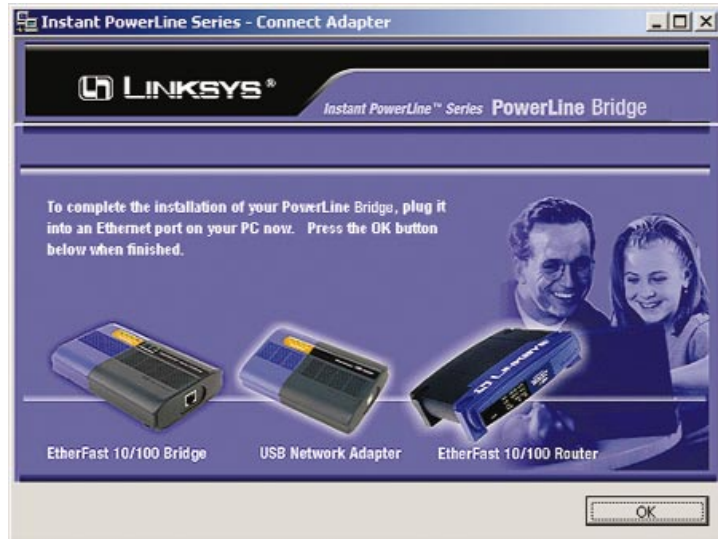 Instant PowerLine Series - Connect Adapter
LINKSYS®
Instant PowerLine™ Series PowerLine Bridge
To complete the installation of your PowerLine Bridge, plug it
into an Ethernet port on your PC now. Press the OK button
below when finished.
LINKSYS
EtherFast 10/100 Bridge
USB Network Adapter
EtherFast 10/100 Router
OK